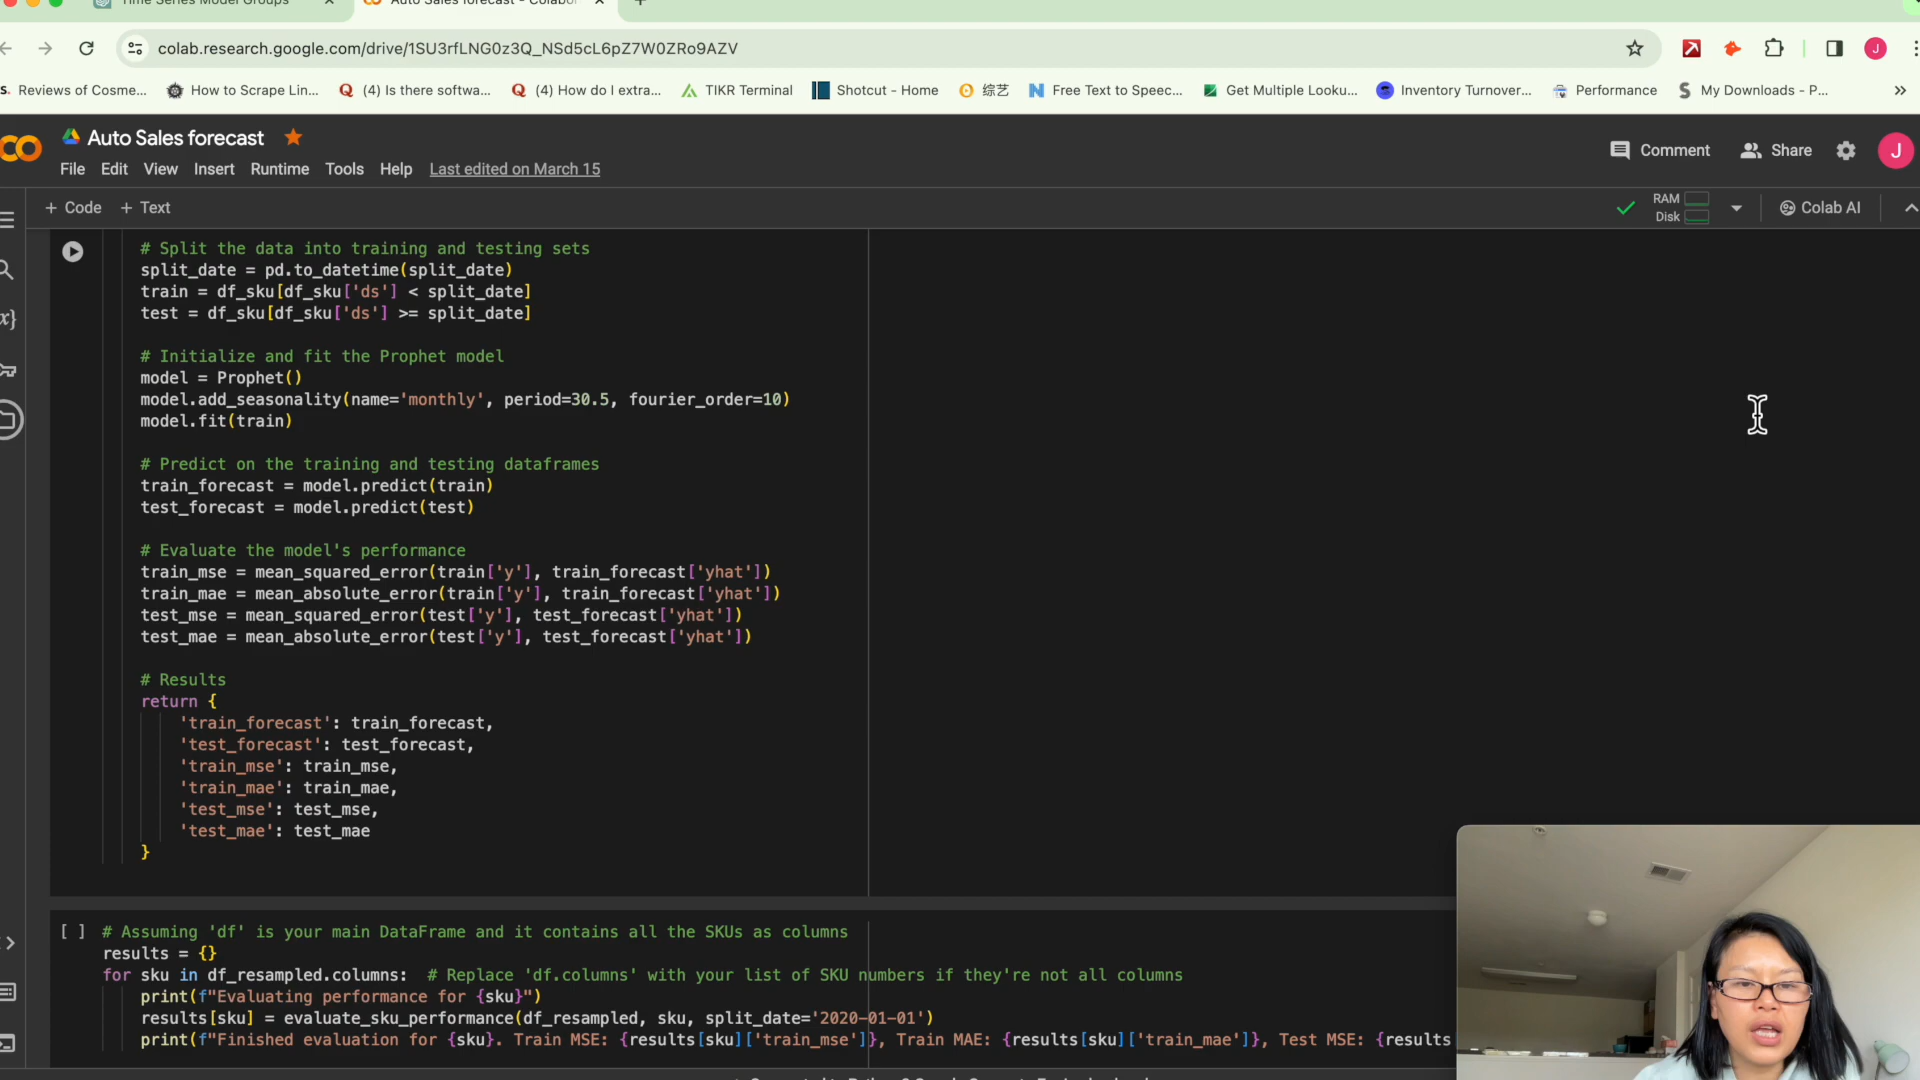 Time Series Model Groups
Auto Sales forecast - Colabo
colab.research.google.com/drive/1SU3rfLNG0z3Q_NSd5cL6pZ7W0ZRo9AZV
J
s. Reviews of Cosme...
How to Scrape Lin...
(4) Is there softwa...
(4) How do I extra...
TIKR Terminal
Shotcut - Home
综艺
Free Text to Speec...
Get Multiple Looku...
Inventory Turnover...
Performance
My Downloads - P...
Auto Sales forecast
Comment
Share
J
File Edit View Insert Runtime Tools Help Last edited on March 15
+ Code + Text
RAM
Disk
Colab AI
# Split the data into training and testing sets
split_date = pd.to_datetime(split_date)
train = df_sku[df_sku['ds'] < split_date]
test = df_sku[df_sku['ds'] >= split_date]
# Initialize and fit the Prophet model
model = Prophet()
model.add_seasonality(name='monthly', period=30.5, fourier_order=10)
model.fit(train)
# Predict on the training and testing dataframes
train_forecast = model.predict(train)
test_forecast = model.predict(test)
# Evaluate the model's performance
train_mse = mean_squared_error(train['y'], train_forecast['yhat'])
train_mae = mean_absolute_error(train['y'], train_forecast['yhat'])
test_mse = mean_squared_error(test['y'], test_forecast['yhat'])
test_mae = mean_absolute_error(test['y'], test_forecast['yhat'])
# Results
return {
'train_forecast': train_forecast,
'test_forecast': test_forecast,
'train_mse': train_mse,
'train_mae': train_mae,
'test_mse': test_mse,
'test_mae': test_mae
}
[ ] # Assuming 'df' is your main DataFrame and it contains all the SKUs as columns
results = {}
for sku in df_resampled.columns: # Replace 'df.columns' with your list of SKU numbers if they're not all columns
print(f"Evaluating performance for {sku}")
results[sku] = evaluate_sku_performance(df_resampled, sku, split_date='2020-01-01')
print(f"Finished evaluation for {sku}. Train MSE: {results[sku]['train_mse']}, Train MAE: {results[sku]['train_mae']}, Test MSE: {results